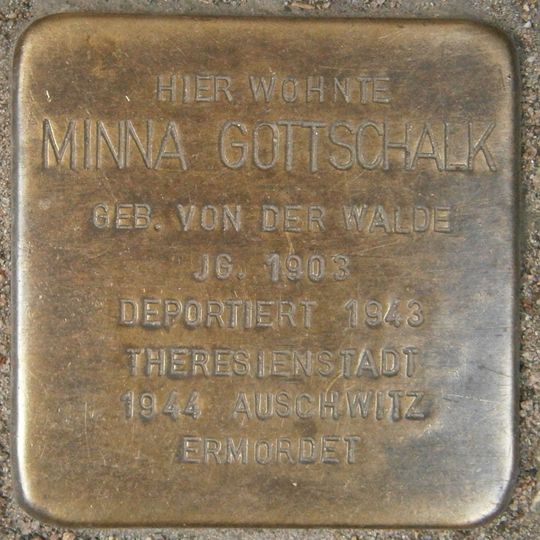 HIER WOHNTE
MINNA GOTTSCHALK
GEB. VON DER WALDE
JG. 1903
DEPORTIERT 1943
THERESIENSTADT
1944 AUSCHWITZ
ERMORDET